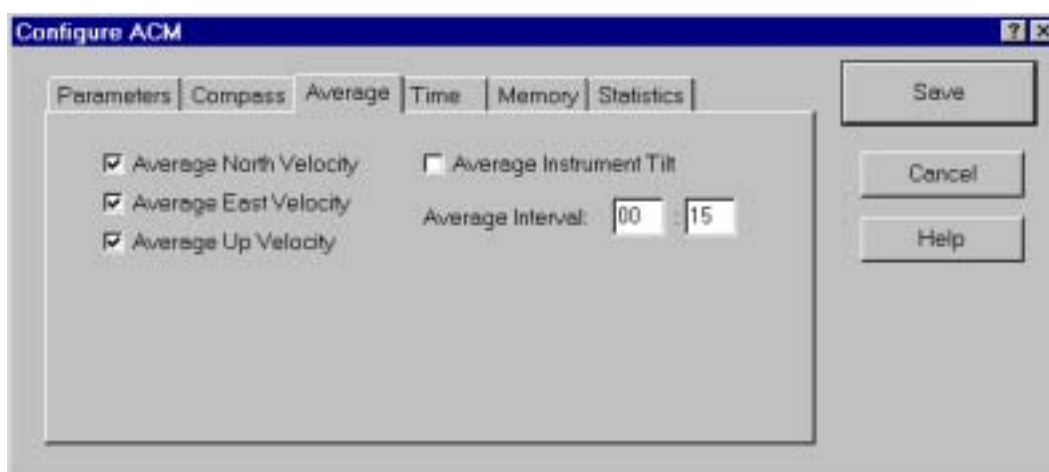 Configure ACM
Parameters Compass Average Time Memory Statistics
Save
Average North Velocity
Average Instrument Tilt
Cancel
Average East Velocity
Average Interval: 00 : 15
Average Up Velocity
Help